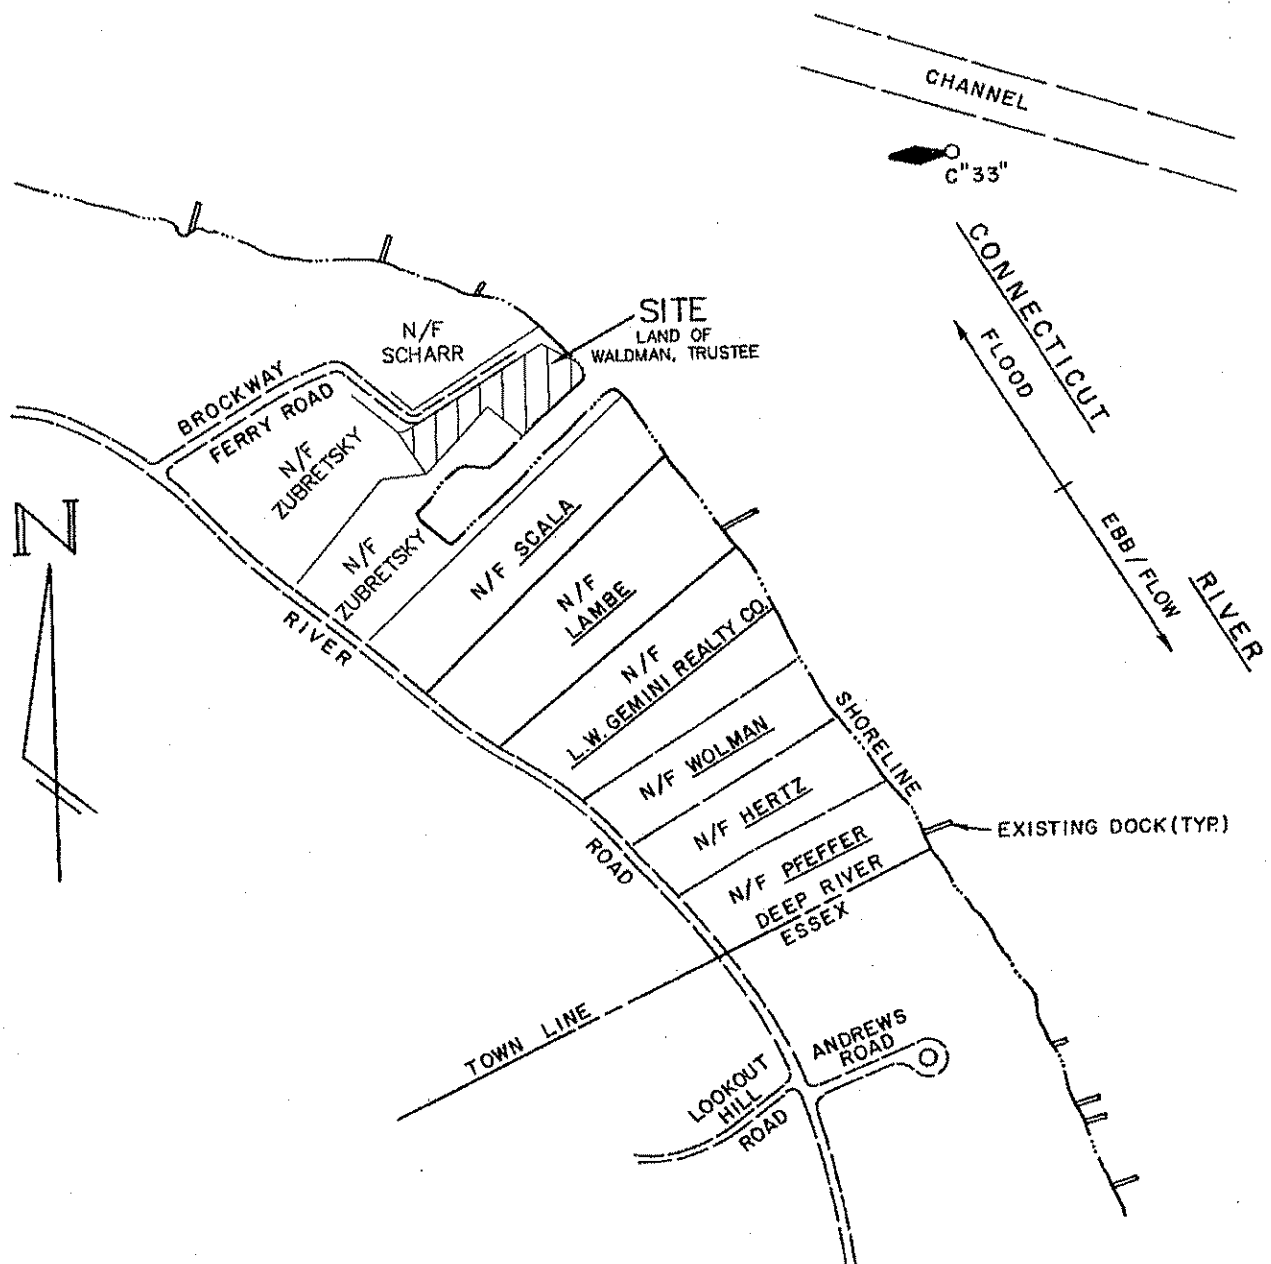 CHANNEL
C"33"
CONNECTICUT
RIVER
FLOOD
EBB/FLOW
SITE
LAND OF
WALDMAN, TRUSTEE
N/F
SCHARR
BROCKWAY
FERRY ROAD
N/F
ZUBRETSKY
N/F
ZUBRETSKY
N
N/F SCALA
N/F
LAMBE
N/F
L.W. GEMINI REALTY CO.
N/F WOLMAN
N/F HERTZ
N/F PFEFFER
RIVER
ROAD
SHORELINE
EXISTING DOCK (TYP.)
DEEP RIVER
ESSEX
TOWN LINE
ANDREWS
ROAD
LOOKOUT
HILL
ROAD